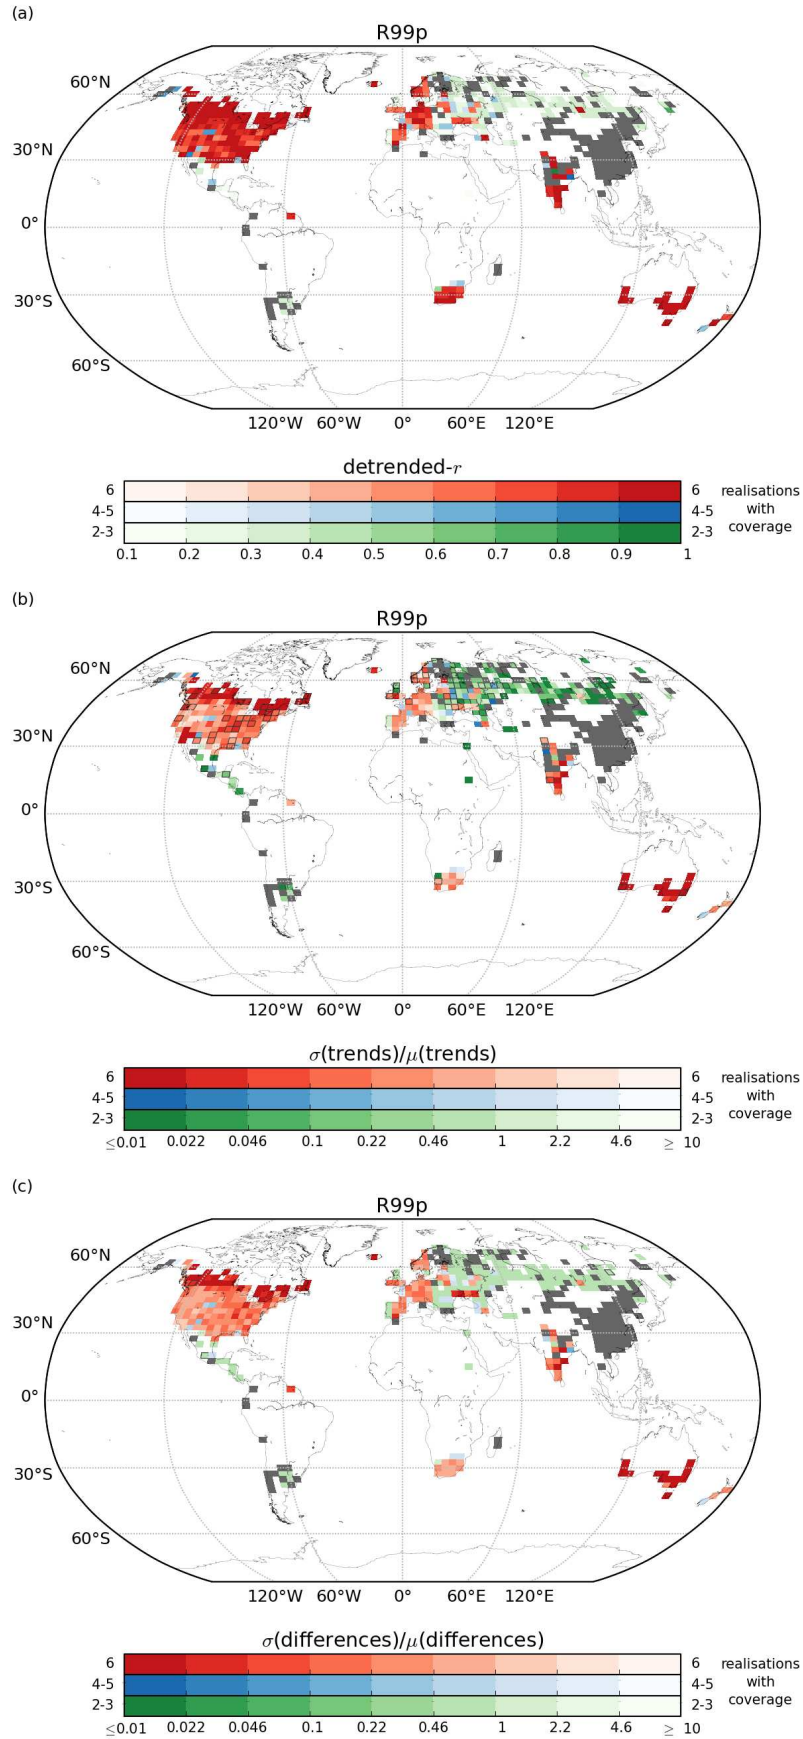 (a)
R99p
60°N
30°N
0°
30°S
60°S
120°W 60°W 0° 60°E 120°E
detrended-r
6 6 realisations
4-5 4-5 with
2-3 2-3 coverage
0.1 0.2 0.3 0.4 0.5 0.6 0.7 0.8 0.9 1
(b)
R99p
60°N
30°N
0°
30°S
60°S
120°W 60°W 0° 60°E 120°E
σ(trends)/μ(trends)
6 6 realisations
4-5 4-5 with
2-3 2-3 coverage
≤0.01 0.022 0.046 0.1 0.22 0.46 1 2.2 4.6 ≥ 10
(c)
R99p
60°N
30°N
0°
30°S
60°S
120°W 60°W 0° 60°E 120°E
σ(differences)/μ(differences)
6 6 realisations
4-5 4-5 with
2-3 2-3 coverage
≤0.01 0.022 0.046 0.1 0.22 0.46 1 2.2 4.6 ≥ 10